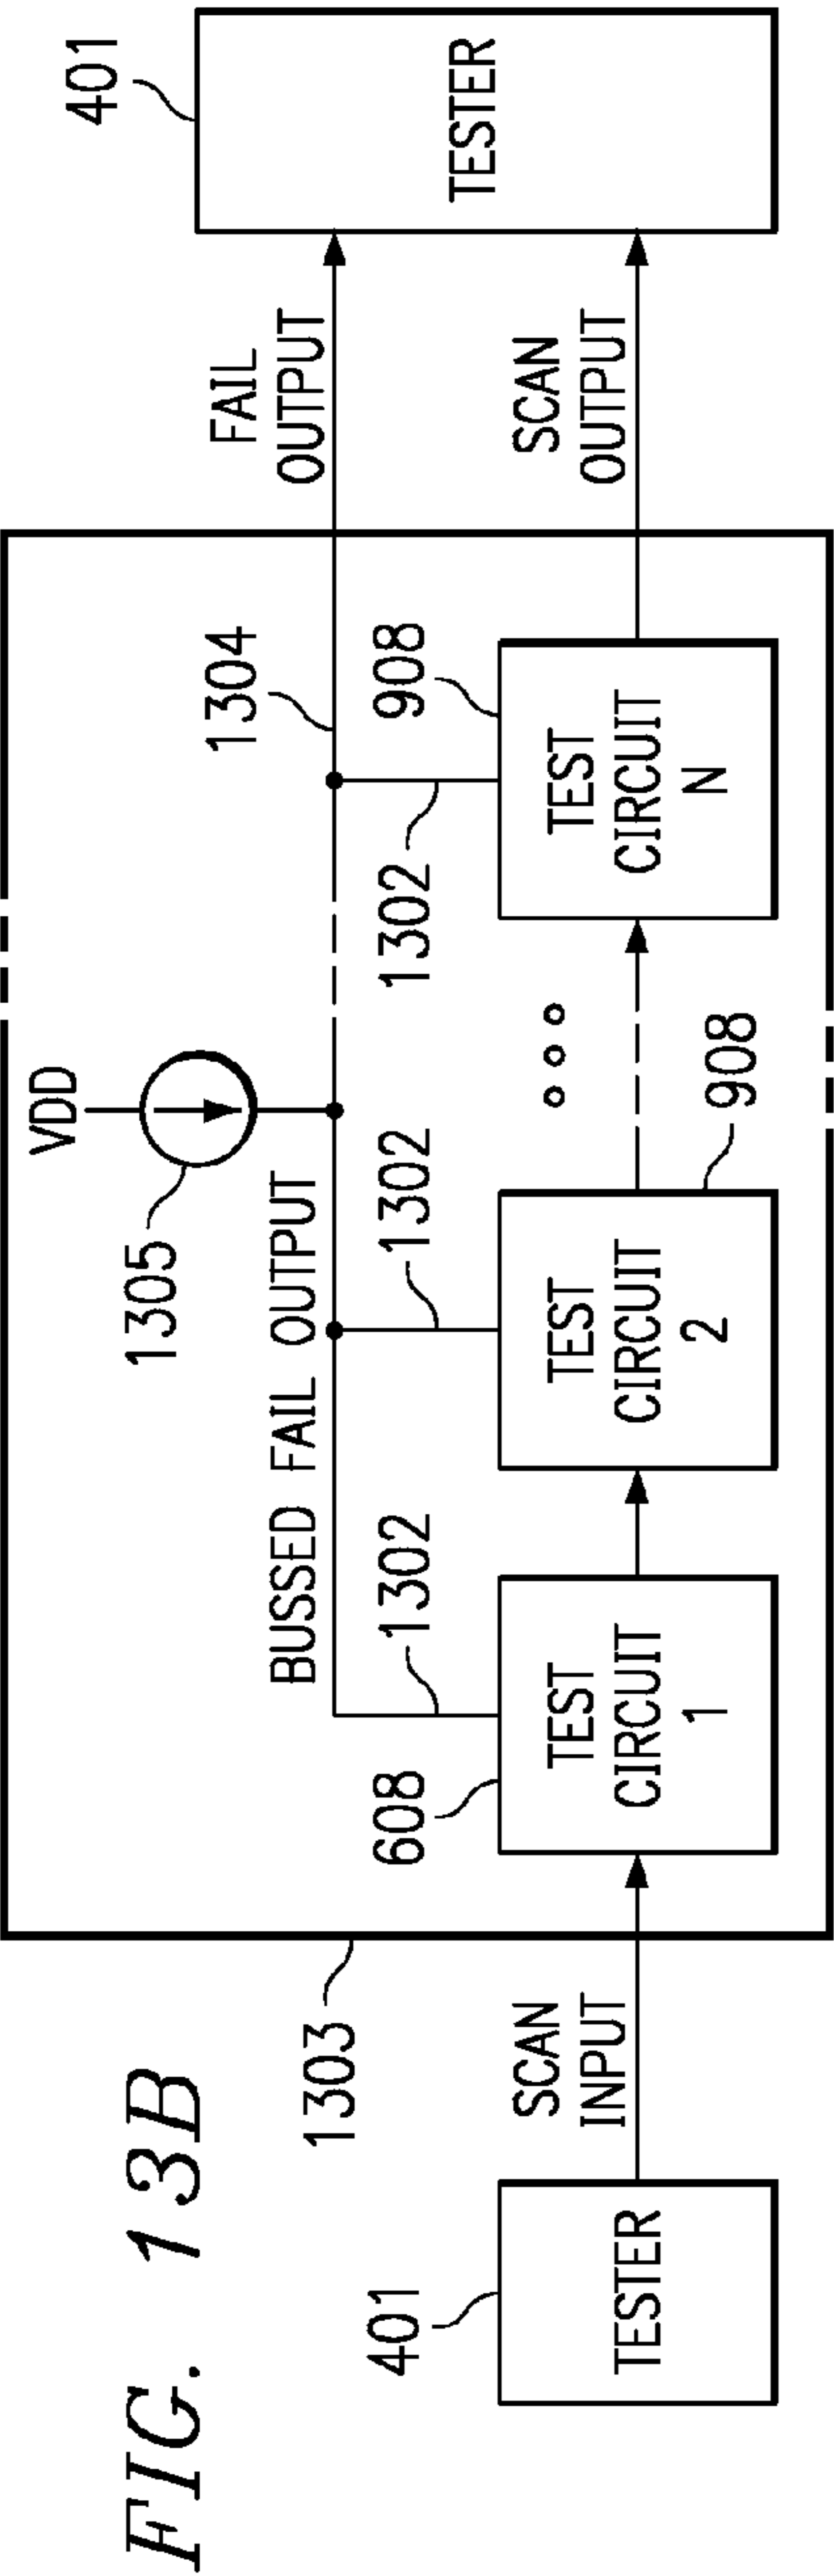 FIG. 13B
VDD
1305
1304
BUSSED FAIL OUTPUT
FAIL
OUTPUT
401
TESTER
1303
1302
1302
1302
608
908
908
401
TESTER
SCAN
INPUT
TEST
CIRCUIT
1
TEST
CIRCUIT
2
TEST
CIRCUIT
N
SCAN
OUTPUT